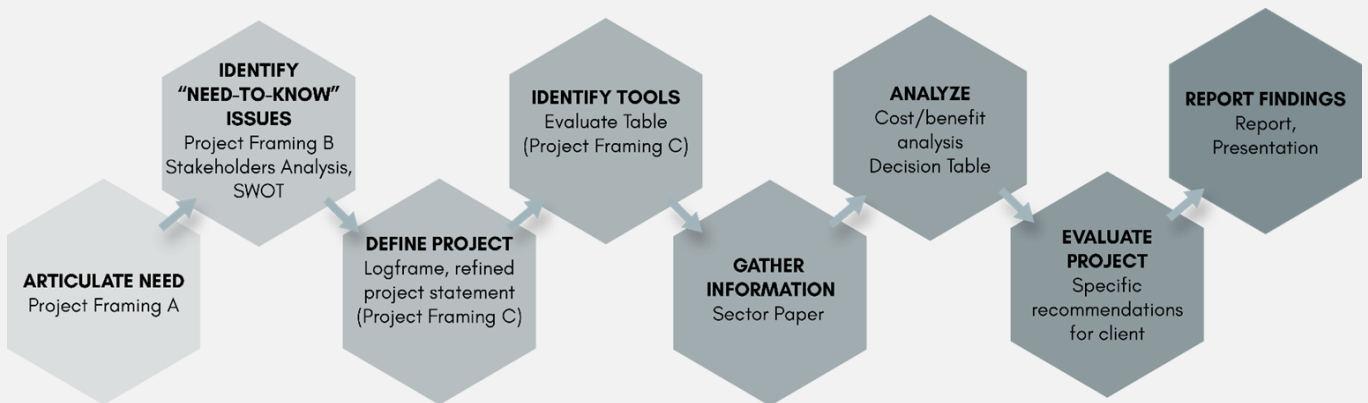 ARTICULATE NEED
Project Framing A
IDENTIFY
“NEED-TO-KNOW”
ISSUES
Project Framing B
Stakeholders Analysis,
SWOT
DEFINE PROJECT
Logframe, refined
project statement
(Project Framing C)
IDENTIFY TOOLS
Evaluate Table
(Project Framing C)
GATHER
INFORMATION
Sector Paper
ANALYZE
Cost/benefit
analysis
Decision Table
EVALUATE
PROJECT
Specific
recommendations
for client
REPORT FINDINGS
Report,
Presentation